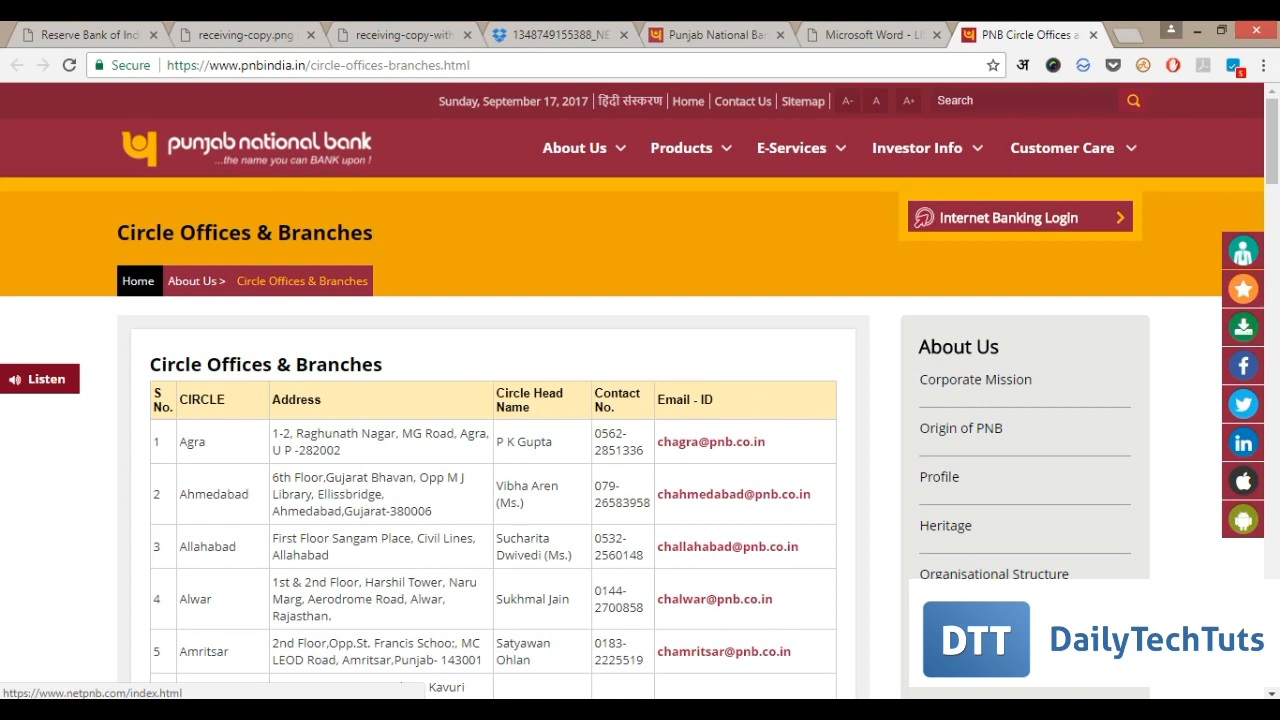 Reserve Bank of Ind
receiving-copy.png
receiving-copy-with
1348749155388_NE
Punjab National Ban
Microsoft Word - LI
PNB Circle Offices a
Secure
https://www.pnbindia.in/circle-offices-branches.html
अ
5
Sunday, September 17, 2017
हिंदी संस्करण
Home
Contact Us
Sitemap
A-
A
A+
Search
punjab national bank
...the name you can BANK upon !
About Us
Products
E-Services
Investor Info
Customer Care
Internet Banking Login
Circle Offices & Branches
Home
About Us >
Circle Offices & Branches
Listen
Circle Offices & Branches
S No. CIRCLE Address Circle Head Name Contact No. Email - ID
1 Agra 1-2, Raghunath Nagar, MG Road, Agra, U P -282002 P K Gupta 0562-2851336 chagra@pnb.co.in
2 Ahmedabad 6th Floor,Gujarat Bhavan, Opp M J Library, Ellissbridge, Ahmedabad,Gujarat-380006 Vibha Aren (Ms.) 079-26583958 chahmedabad@pnb.co.in
3 Allahabad First Floor Sangam Place, Civil Lines, Allahabad Sucharita Dwivedi (Ms.) 0532-2560148 challahabad@pnb.co.in
4 Alwar 1st & 2nd Floor, Harshil Tower, Naru Marg, Aerodrome Road, Alwar, Rajasthan. Sukhmal Jain 0144-2700858 chalwar@pnb.co.in
5 Amritsar 2nd Floor,Opp.St. Francis Schoo:, MC LEOD Road, Amritsar,Punjab- 143001 Satyawan Ohlan 0183-2225519 chamritsar@pnb.co.in
Kavuri
About Us
Corporate Mission
Origin of PNB
Profile
Heritage
Organisational Structure
DTT DailyTechTuts
https://www.netpnb.com/index.html